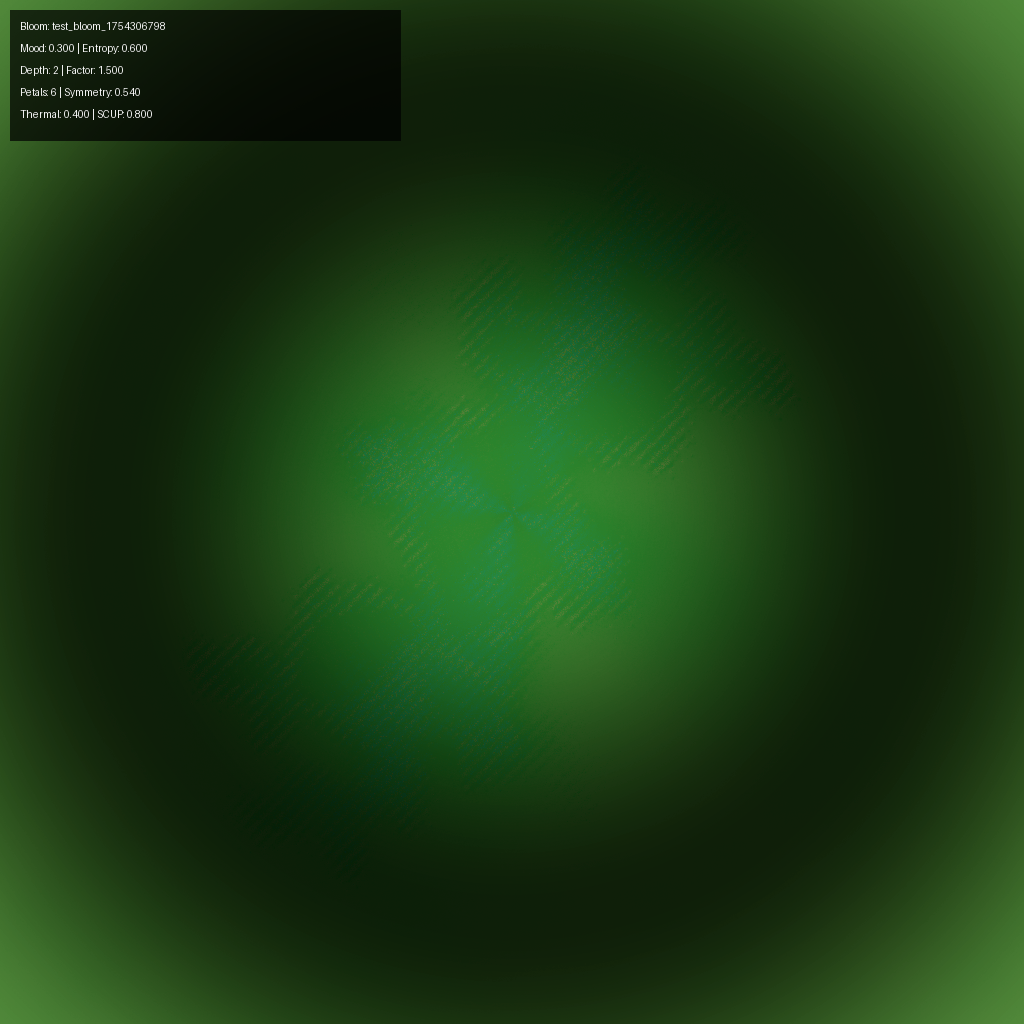 Bloom: test_bloom_1754306798
Mood: 0.300 | Entropy: 0.600
Depth: 2 | Factor: 1.500
Petals: 6 | Symmetry: 0.540
Thermal: 0.400 | SCUP: 0.800